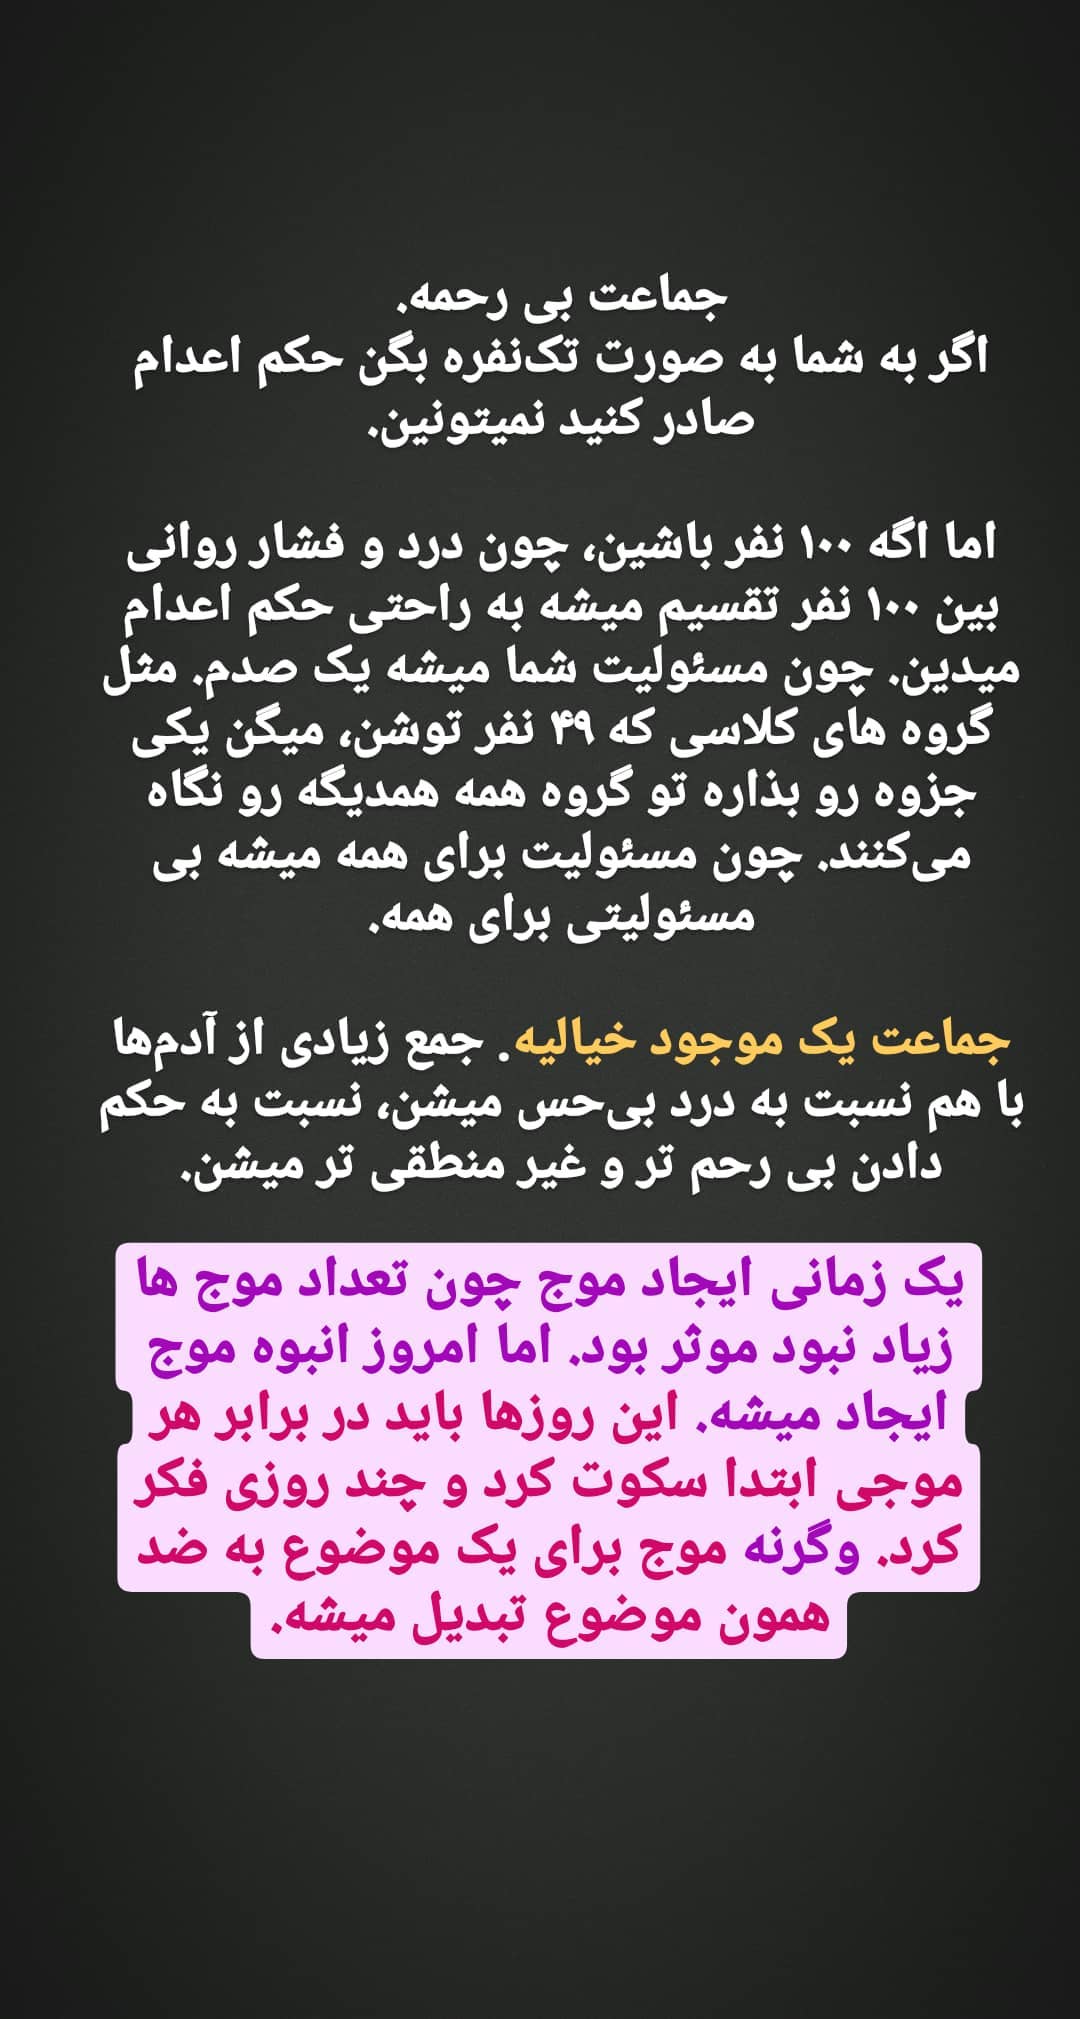 جماعت بی رحمه.
اگر به شما به صورت تک‌نفره بگن حکم اعدام
صادر کنید نمیتونین.
اما اگه ۱۰۰ نفر باشین، چون درد و فشار روانی
بین ۱۰۰ نفر تقسیم میشه به راحتی حکم اعدام
میدین. چون مسئولیت شما میشه یک صدم. مثل
گروه های کلاسی که ۴۹ نفر توشن، میگن یکی
جزوه رو بذاره تو گروه همه همدیگه رو نگاه
می‌کنند. چون مسئولیت برای همه میشه بی
مسئولیتی برای همه.
جماعت یک موجود خیالیه. جمع زیادی از آدم‌ها
با هم نسبت به درد بی‌حس میشن، نسبت به حکم
دادن بی رحم تر و غیر منطقی تر میشن.
یک زمانی ایجاد موج چون تعداد موج ها
زیاد نبود موثر بود. اما امروز انبوه موج
ایجاد میشه. این روزها باید در برابر هر
موجی ابتدا سکوت کرد و چند روزی فکر
کرد. وگرنه موج برای یک موضوع به ضد
همون موضوع تبدیل میشه.